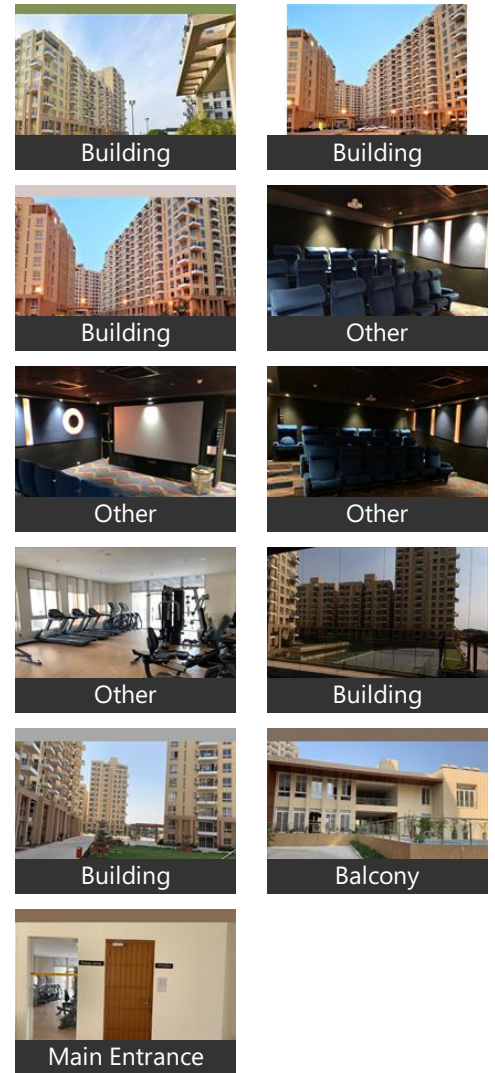 Building
Building
Building
Other
Other
Other
Other
Building
Building
Balcony
Main Entrance